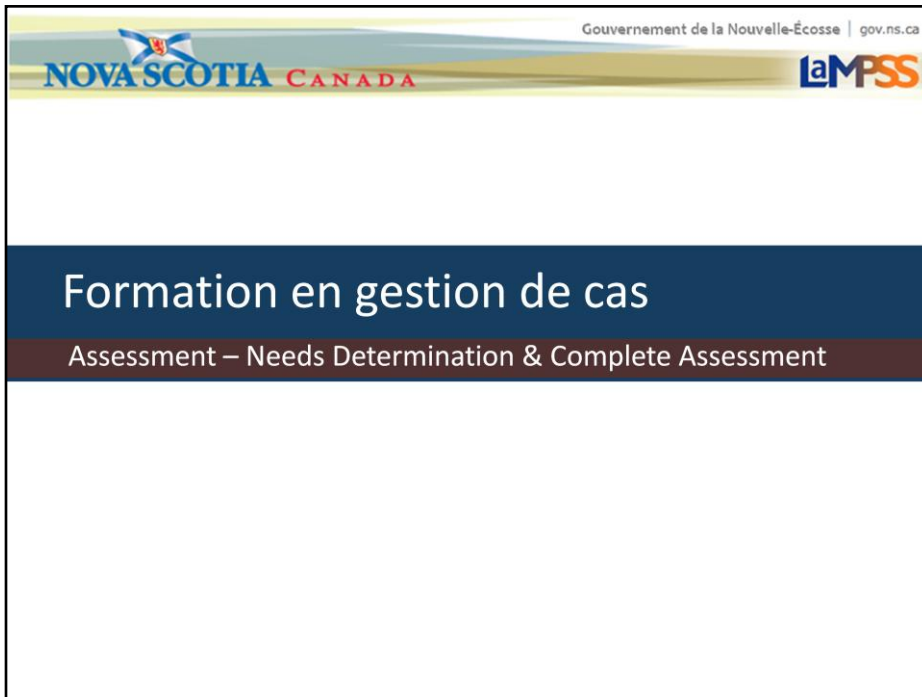 Gouvernement de la Nouvelle-Écosse | gov.ns.ca
NOVA SCOTIA CANADA
LaMPSS
Formation en gestion de cas
Assessment – Needs Determination & Complete Assessment